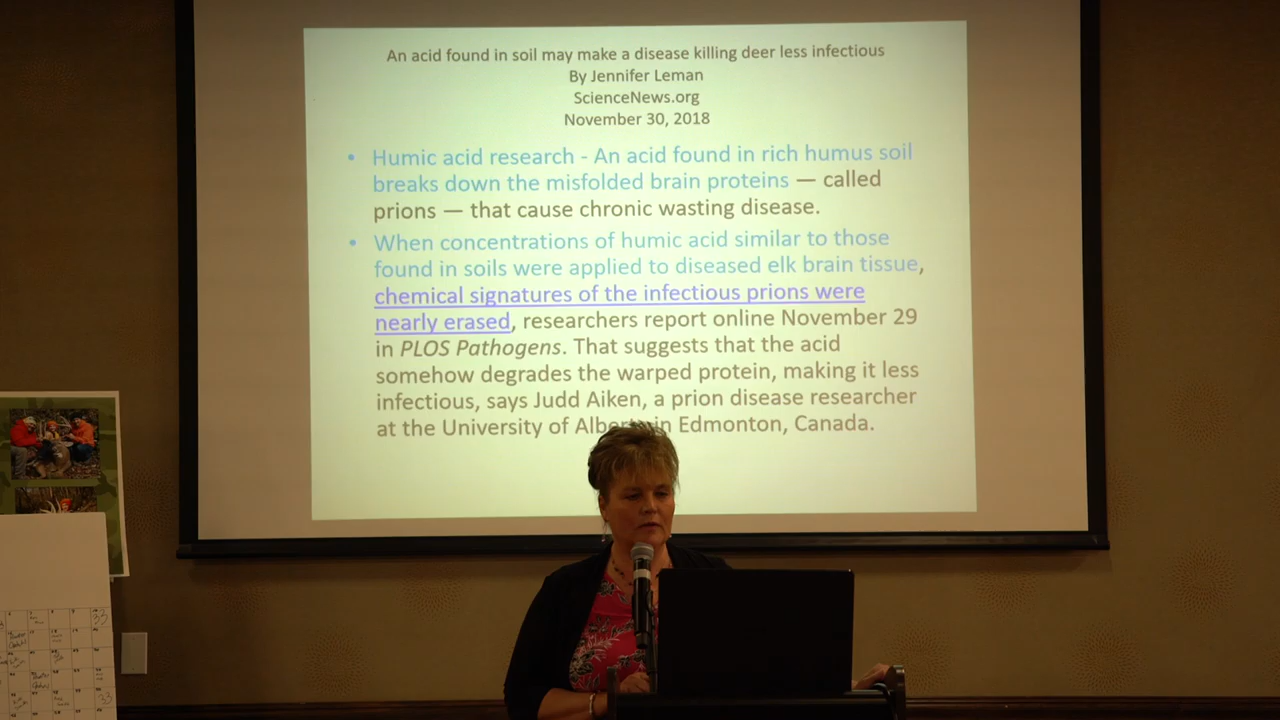 An acid found in soil may make a disease killing deer less infectious
By Jennifer Leman
ScienceNews.org
November 30, 2018
• Humic acid research - An acid found in rich humus soil
breaks down the misfolded brain proteins — called
prions — that cause chronic wasting disease.
• When concentrations of humic acid similar to those
found in soils were applied to diseased elk brain tissue,
chemical signatures of the infectious prions were
nearly erased, researchers report online November 29
in PLOS Pathogens. That suggests that the acid
somehow degrades the warped protein, making it less
infectious, says Judd Aiken, a prion disease researcher
at the University of in Edmonton, Canada.
33
33